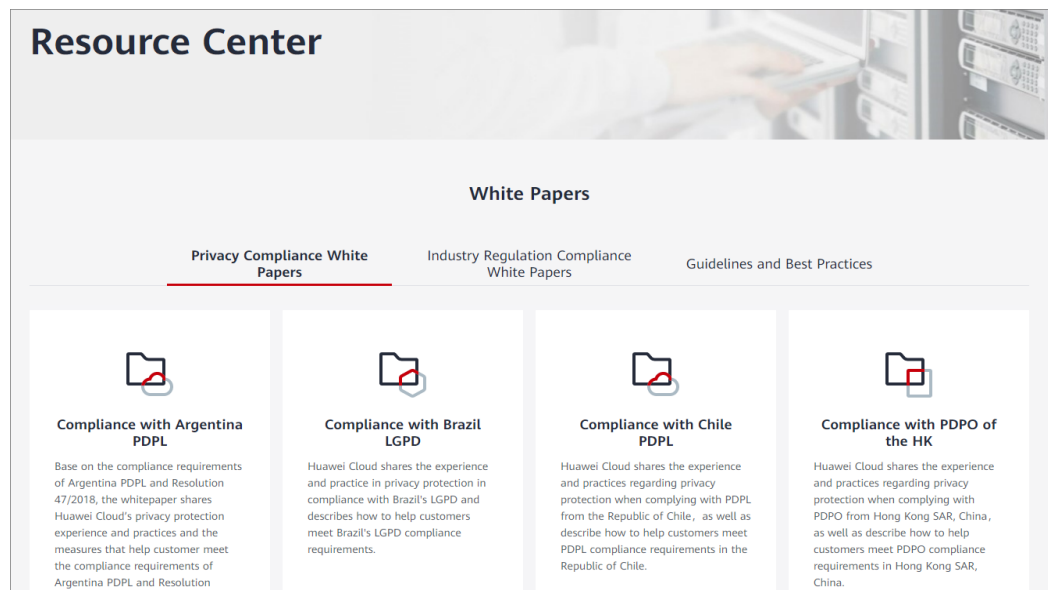 Resource Center
White Papers
Privacy Compliance White
Papers
Industry Regulation Compliance
White Papers
Guidelines and Best Practices
Compliance with Argentina
PDPL
Base on the compliance requirements
of Argentina PDPL and Resolution
47/2018, the whitepaper shares
Huawei Cloud's privacy protection
experience and practices and the
measures that help customer meet
the compliance requirements of
Argentina PDPL and Resolution
Compliance with Brazil
LGPD
Huawei Cloud shares the experience
and practice in privacy protection in
compliance with Brazil's LGPD and
describes how to help customers
meet Brazil's LGPD compliance
requirements.
Compliance with Chile
PDPL
Huawei Cloud shares the experience
and practices regarding privacy
protection when complying with PDPL
from the Republic of Chile，as well as
describe how to help customers meet
PDPL compliance requirements in the
Republic of Chile.
Compliance with PDPO of
the HK
Huawei Cloud shares the experience
and practices regarding privacy
protection when complying with
PDPO from Hong Kong SAR, China，
as well as describe how to help
customers meet PDPO compliance
requirements in Hong Kong SAR,
China.